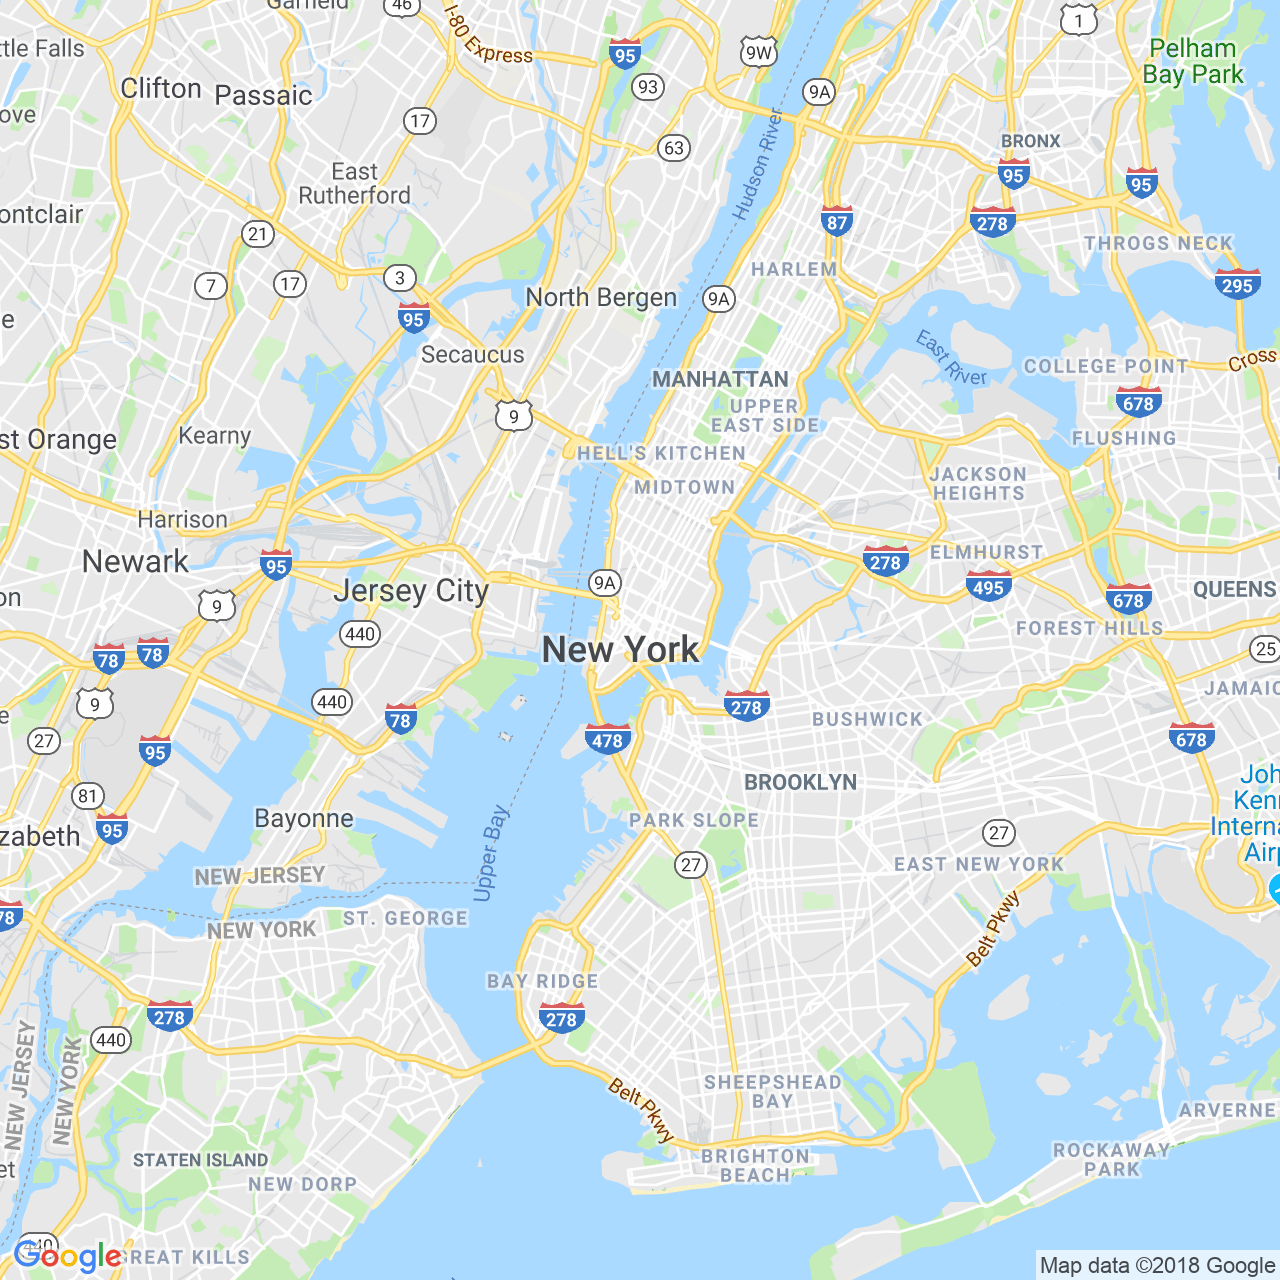 Garfield
46
1
I-80 Express
95
9W
Pelham
Bay Park
ttle Falls
Clifton
Passaic
93
9A
ove
17
63
Hudson River
BRONX
95
95
East
Rutherford
ontclair
21
87
278
THROGS NECK
HARLEM
3
17
7
295
North Bergen
9A
95
e
East River
Secaucus
Cross
COLLEGE POINT
MANHATTAN
UPPER
EAST SIDE
678
9
st Orange
Kearny
HELL'S KITCHEN
FLUSHING
MIDTOWN
JACKSON
HEIGHTS
Harrison
ELMHURST
Newark
95
278
9A
495
QUEENS
Jersey City
on
9
678
440
FOREST HILLS
New York
25
78
78
JAMAIC
9
440
278
78
BUSHWICK
e
27
95
478
678
BROOKLYN
Joh
Kenn
Interna
Airp
81
Bayonne
Upper Bay
PARK SLOPE
95
zabeth
27
27
EAST NEW YORK
NEW JERSEY
78
ST. GEORGE
NEW YORK
Belt Pkwy
BAY RIDGE
278
278
440
NEW JERSEY
NEW YORK
Belt Pkwy
SHEEPSHEAD
BAY
ARVERNE
et
STATEN ISLAND
BRIGHTON
BEACH
ROCKAWAY
PARK
NEW DORP
440
Google
GREAT KILLS
Map data ©2018 Google